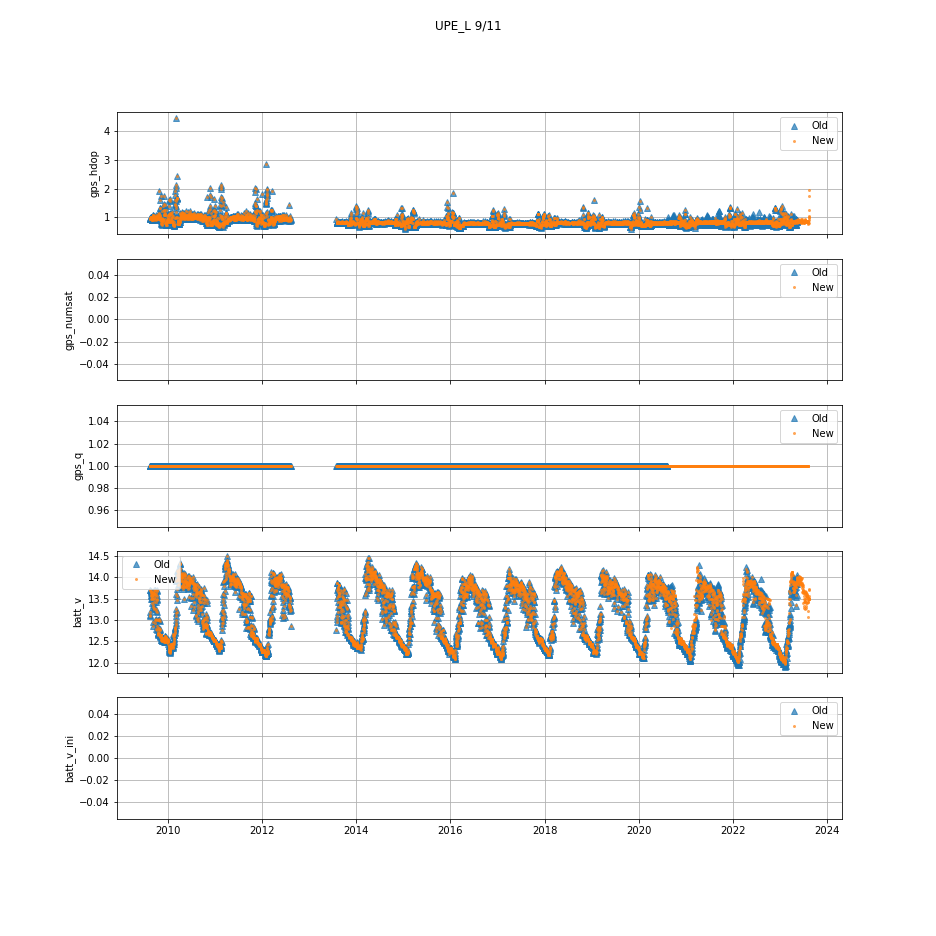 UPE_L 9/11
gps_hdop
4
3
2
1
Old
New
gps_numsat
0.04
0.02
0.00
−0.02
−0.04
Old
New
gps_q
1.04
1.02
1.00
0.98
0.96
Old
New
batt_v
14.5
14.0
13.5
13.0
12.5
12.0
Old
New
batt_v_ini
0.04
0.02
0.00
−0.02
−0.04
Old
New
2010 2012 2014 2016 2018 2020 2022 2024